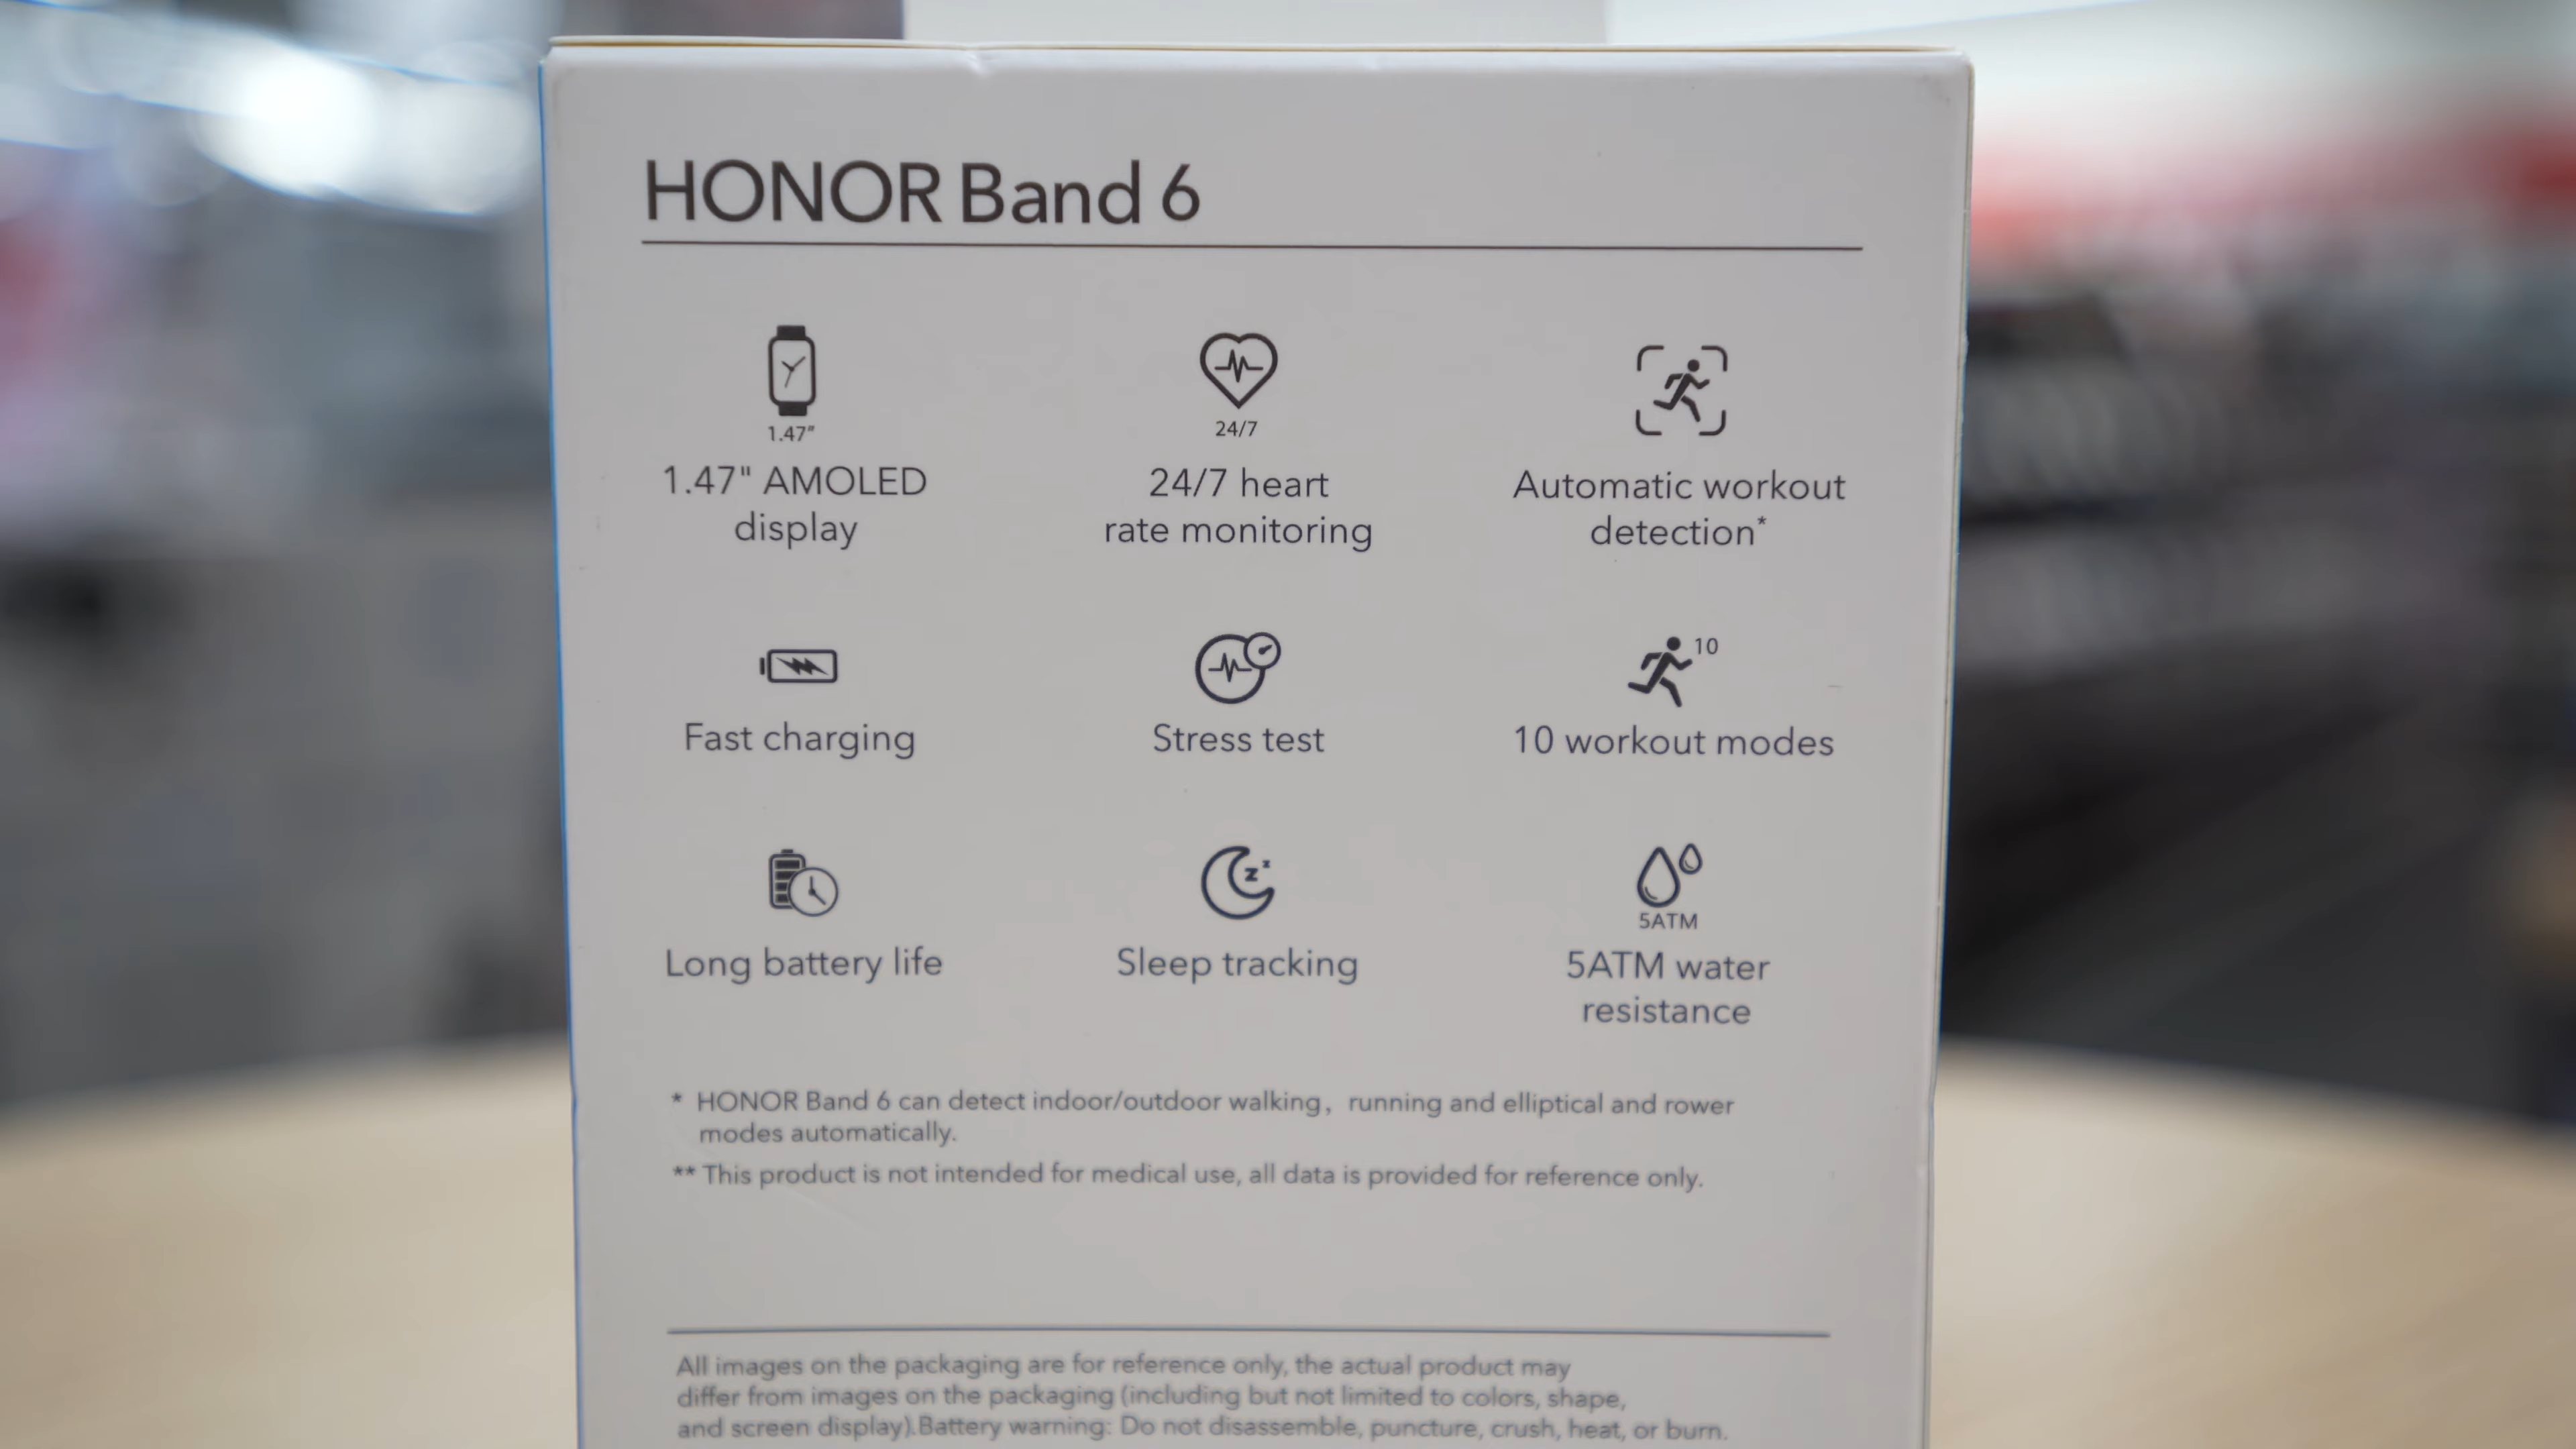 HONOR Band 6
1.47"
1.47" AMOLED
display
24/7
24/7 heart
rate monitoring
Automatic workout
detection*
Fast charging
Stress test
10
10 workout modes
Long battery life
z z
Sleep tracking
5ATM
5ATM water
resistance
* HONOR Band 6 can detect indoor/outdoor walking, running and elliptical and rower
modes automatically.
** This product is not intended for medical use, all data is provided for reference only.
All images on the packaging are for reference only, the actual product may
differ from images on the packaging (including but not limited to colors, shape,
and screen display).Battery warning: Do not disassemble, puncture, crush, heat, or burn.